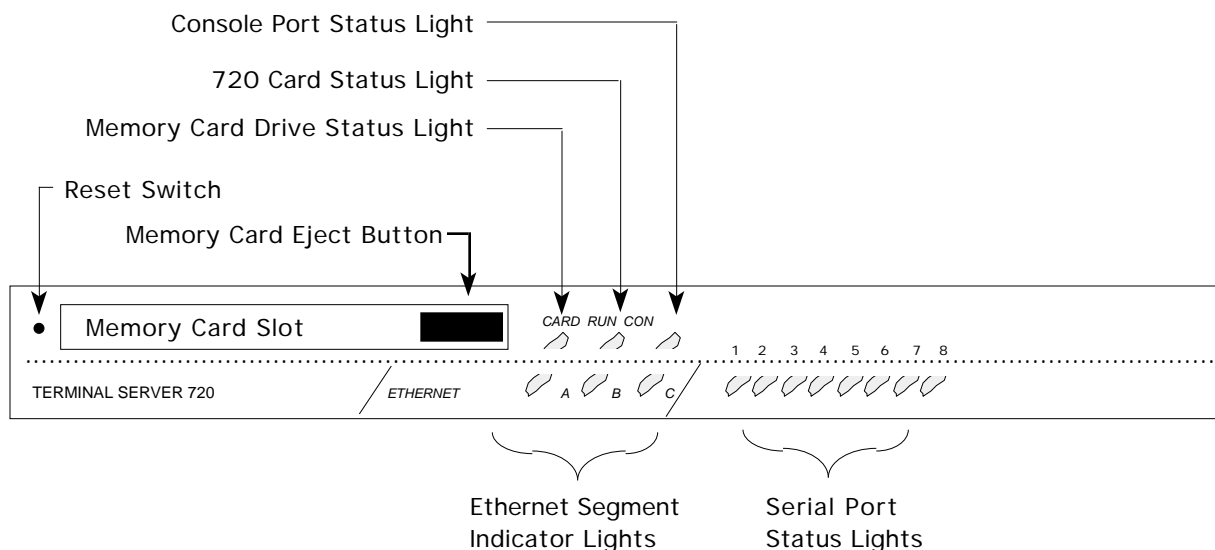 Console Port Status Light
720 Card Status Light
Memory Card Drive Status Light
Reset Switch
Memory Card Eject Button
Memory Card Slot
CARD RUN CON
1 2 3 4 5 6 7 8
TERMINAL SERVER 720
ETHERNET
A B C
Ethernet Segment
Indicator Lights
Serial Port
Status Lights